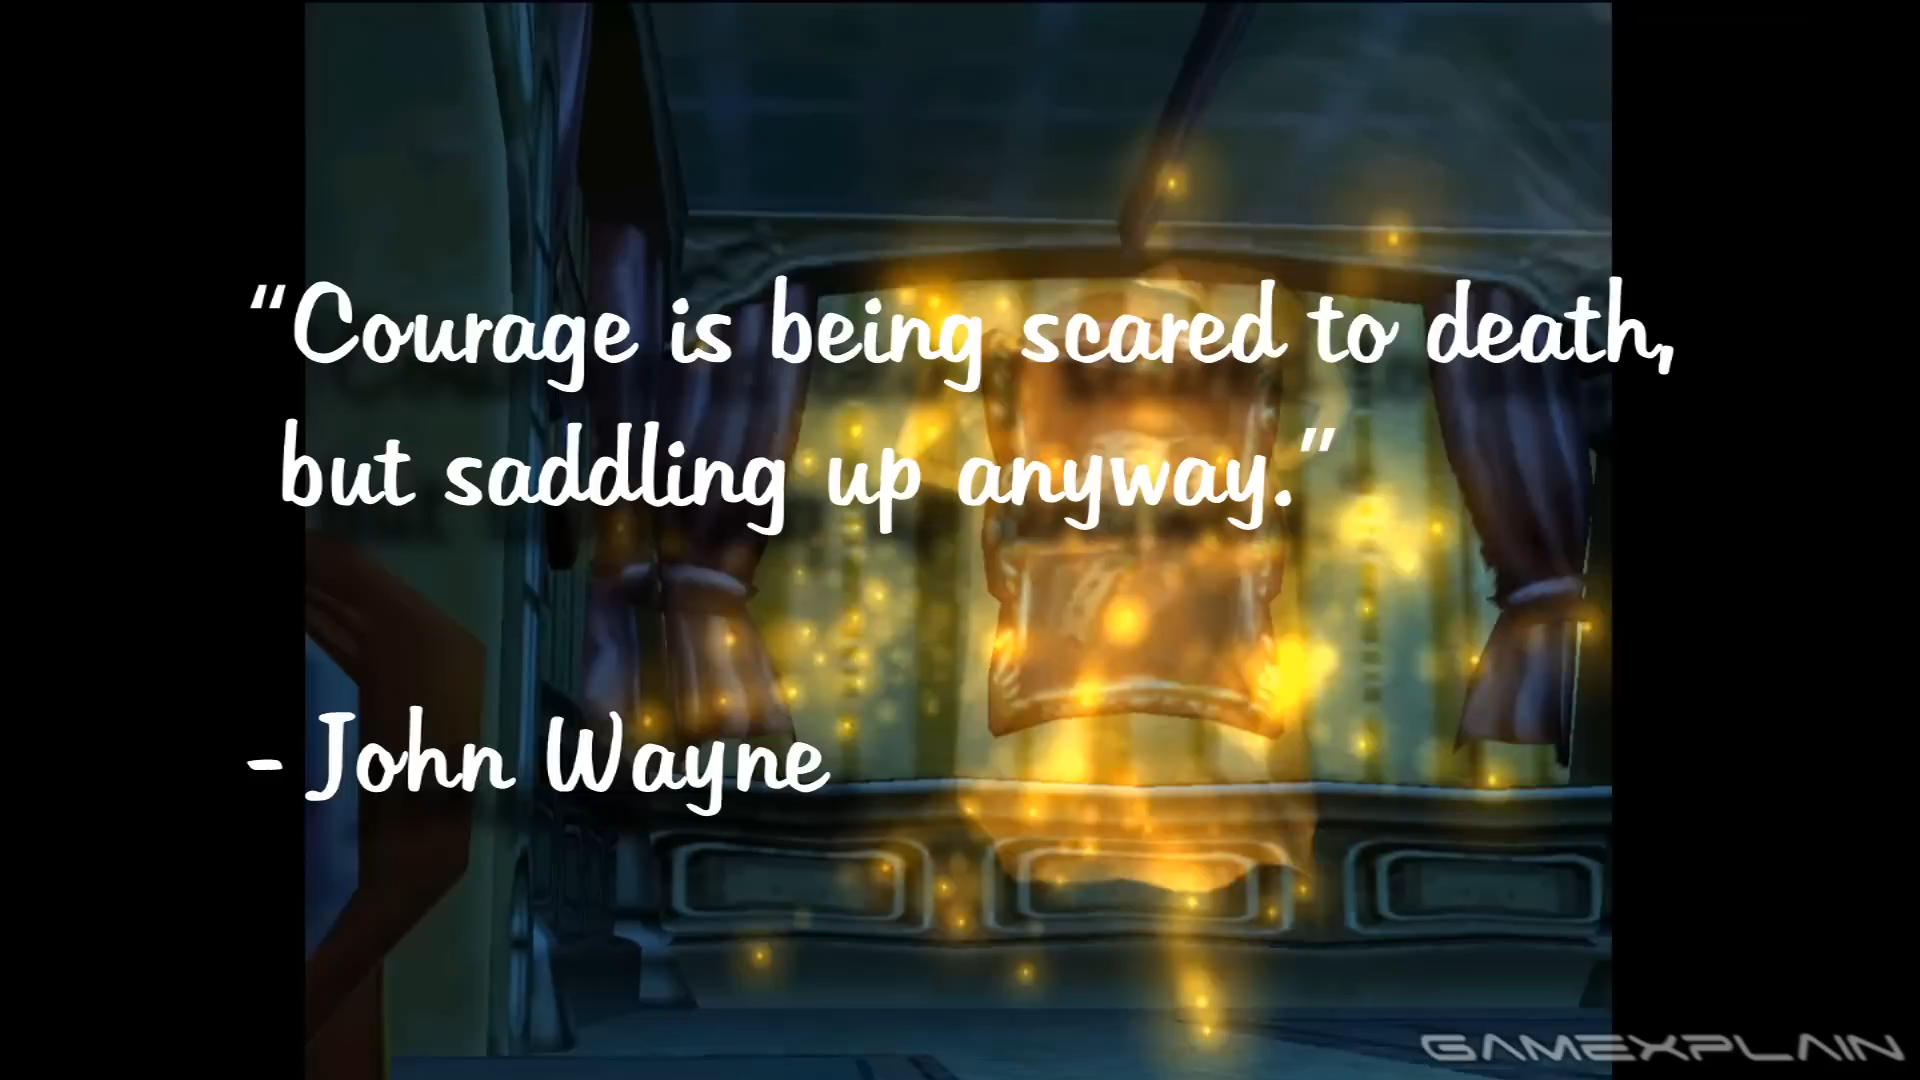 “Courage is being scared to death,
but saddling up anyway.”
- John Wayne
GAMEXPLAIN